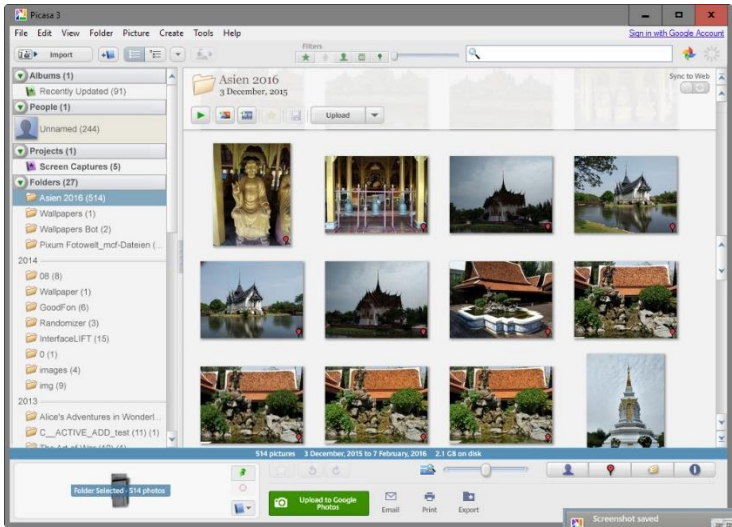 Picasa 3
File Edit View Folder Picture Create Tools Help
Sign in with Google Account
Import
Filters
Albums (1)
Recently Updated (91)
People (1)
Unnamed (244)
Projects (1)
Screen Captures (5)
Folders (27)
Asien 2016 (514)
Wallpapers (1)
Wallpapers Bot (2)
Pixum Fotowelt_mcf-Dateien (...
2014
08 (8)
Wallpaper (1)
GoodFon (6)
Randomizer (3)
InterfaceLIFT (15)
0 (1)
images (4)
img (9)
2013
Alice's Adventures in Wonderl...
C__ACTIVE_ADD_test (11) (1)
Asien 2016
3 December, 2015
Sync to Web
Upload
514 pictures 3 December, 2015 to 7 February, 2016 2.1 GB on disk
Folder Selected - 514 photos
Upload to Google
Photos
Email Print Export
Screenshot saved